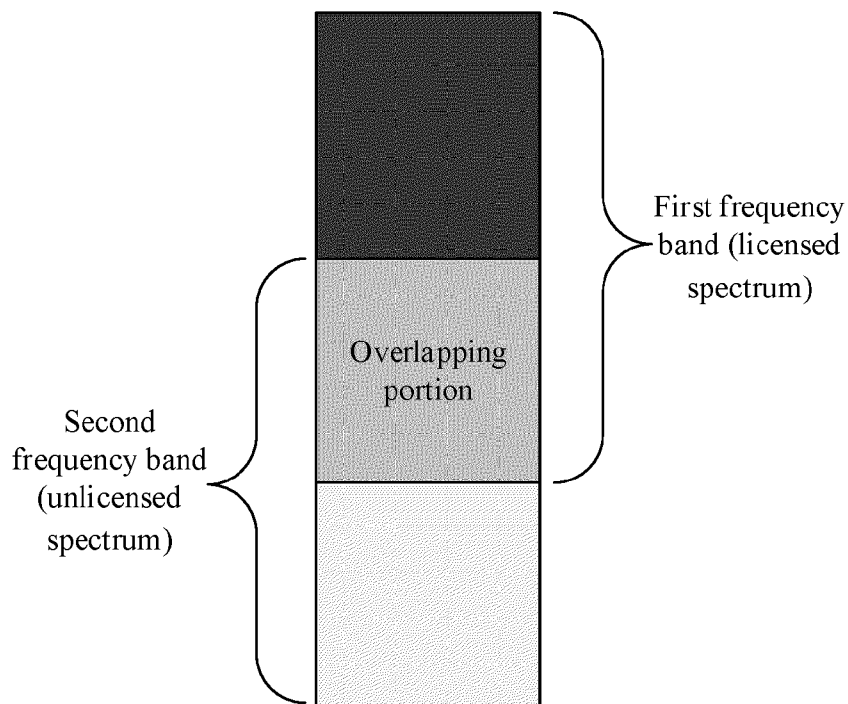 First frequency
band (licensed
spectrum)
Overlapping
portion
Second
frequency band
(unlicensed
spectrum)